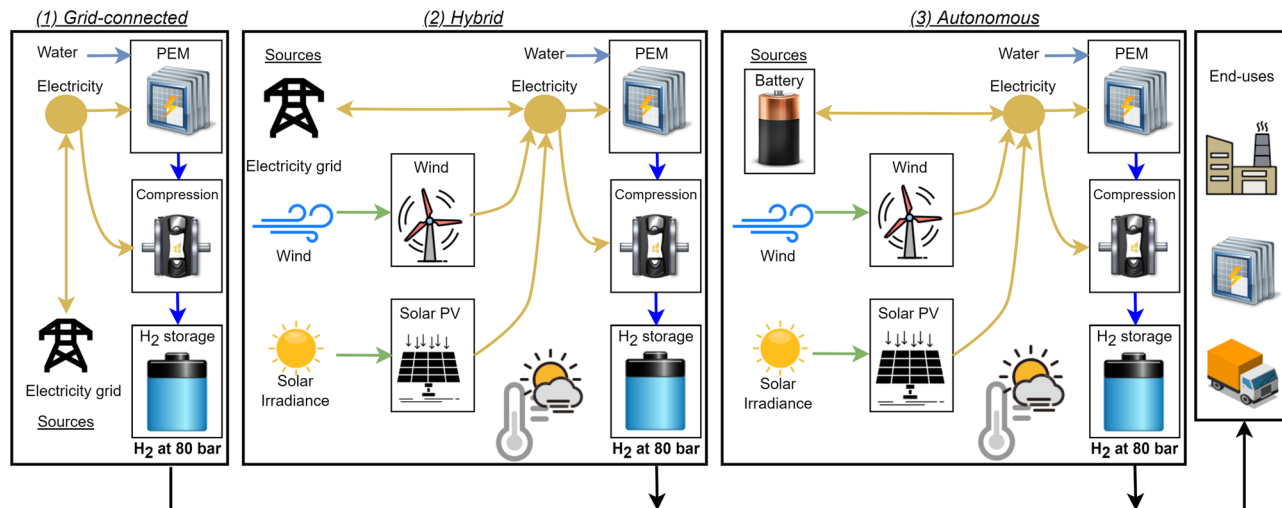 (1) Grid-connected
Water
PEM
Electricity
Compression
H2 storage
Electricity grid
Sources
H2 at 80 bar
(2) Hybrid
Sources
Water
PEM
Electricity
Electricity grid
Wind
Compression
Wind
Solar PV
H2 storage
Solar
Irradiance
H2 at 80 bar
(3) Autonomous
Sources
Battery
Water
PEM
Electricity
Wind
Compression
Wind
Solar PV
H2 storage
Solar
Irradiance
H2 at 80 bar
End-uses